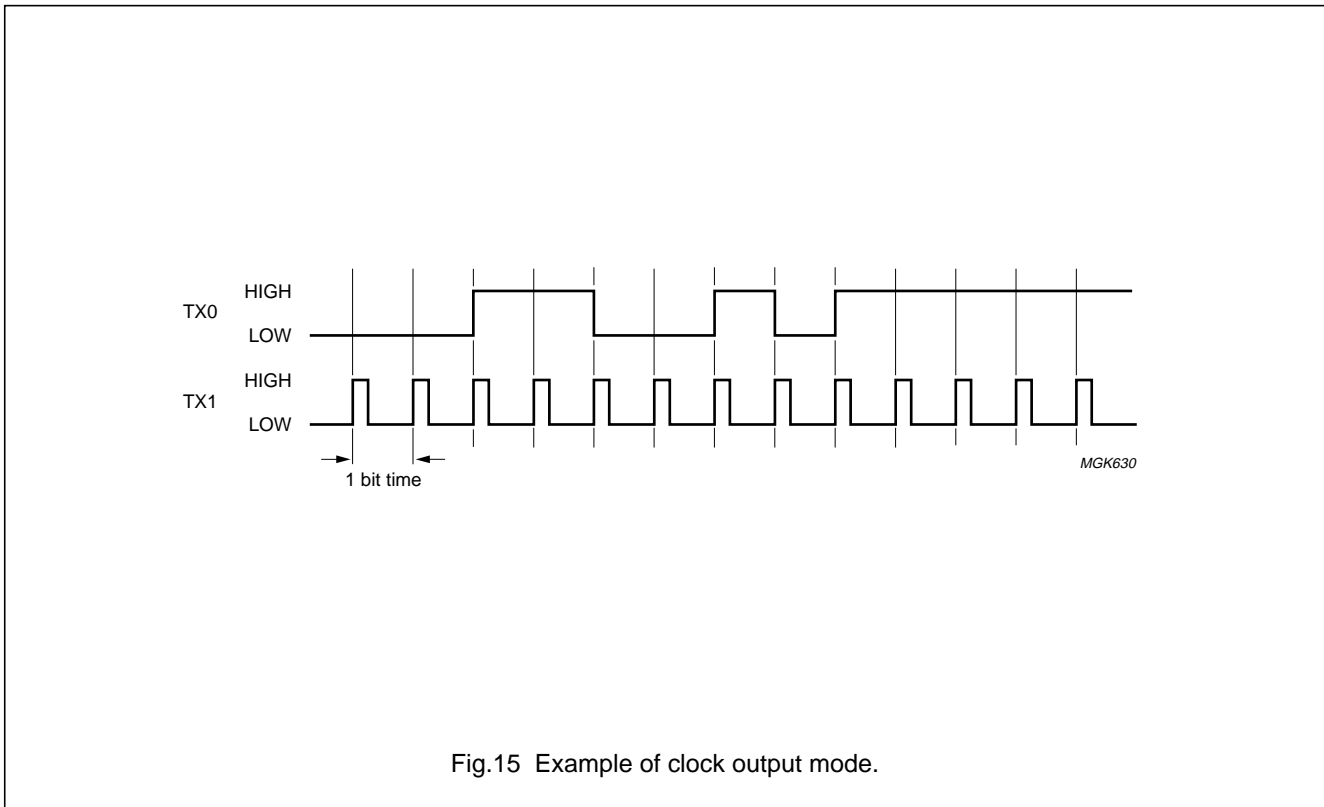 HIGH
TX0
LOW
HIGH
TX1
LOW
1 bit time
MGK630
Fig.15 Example of clock output mode.